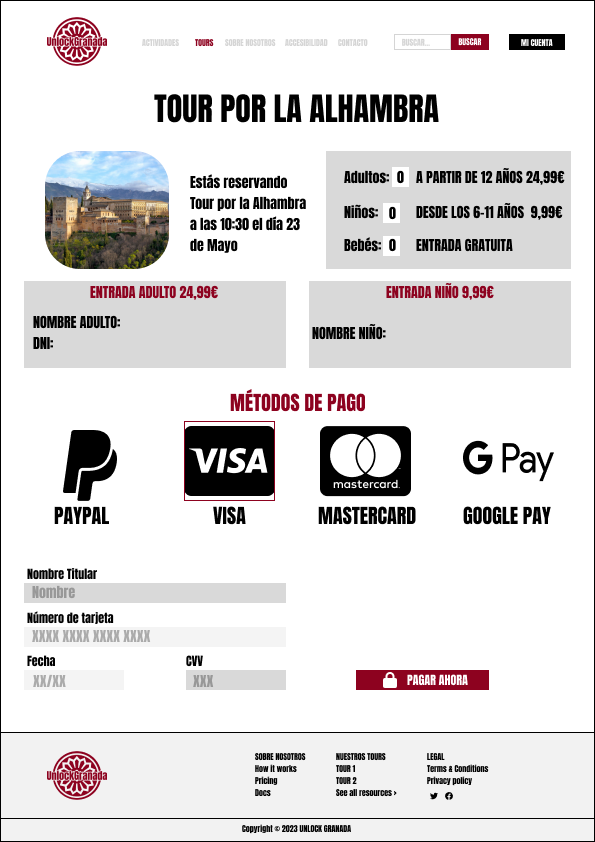 UnlockGranada
ACTIVIDADES TOURS SOBRE NOSOTROS ACCESIBILIDAD CONTACTO BUSCAR... BUSCAR MI CUENTA
TOUR POR LA ALHAMBRA
Estás reservando
Tour por la Alhambra
a las 10:30 el día 23
de Mayo
Adultos: 0 A PARTIR DE 12 AÑOS 24,99€
Niños: 0 DESDE LOS 6-11 AÑOS 9,99€
Bebés: 0 ENTRADA GRATUITA
ENTRADA ADULTO 24,99€
NOMBRE ADULTO:
DNI:
ENTRADA NIÑO 9,99€
NOMBRE NIÑO:
MÉTODOS DE PAGO
VISA
mastercard.
G Pay
PAYPAL VISA MASTERCARD GOOGLE PAY
Nombre Titular
Nombre
Número de tarjeta
XXXX XXXX XXXX XXXX
Fecha CVV
XX/XX XXX
PAGAR AHORA
UnlockGranada
SOBRE NOSOTROS
How it works
Pricing
Docs
NUESTROS TOURS
TOUR 1
TOUR 2
See all resources >
LEGAL
Terms & Conditions
Privacy policy
Copyright © 2023 UNLOCK GRANADA